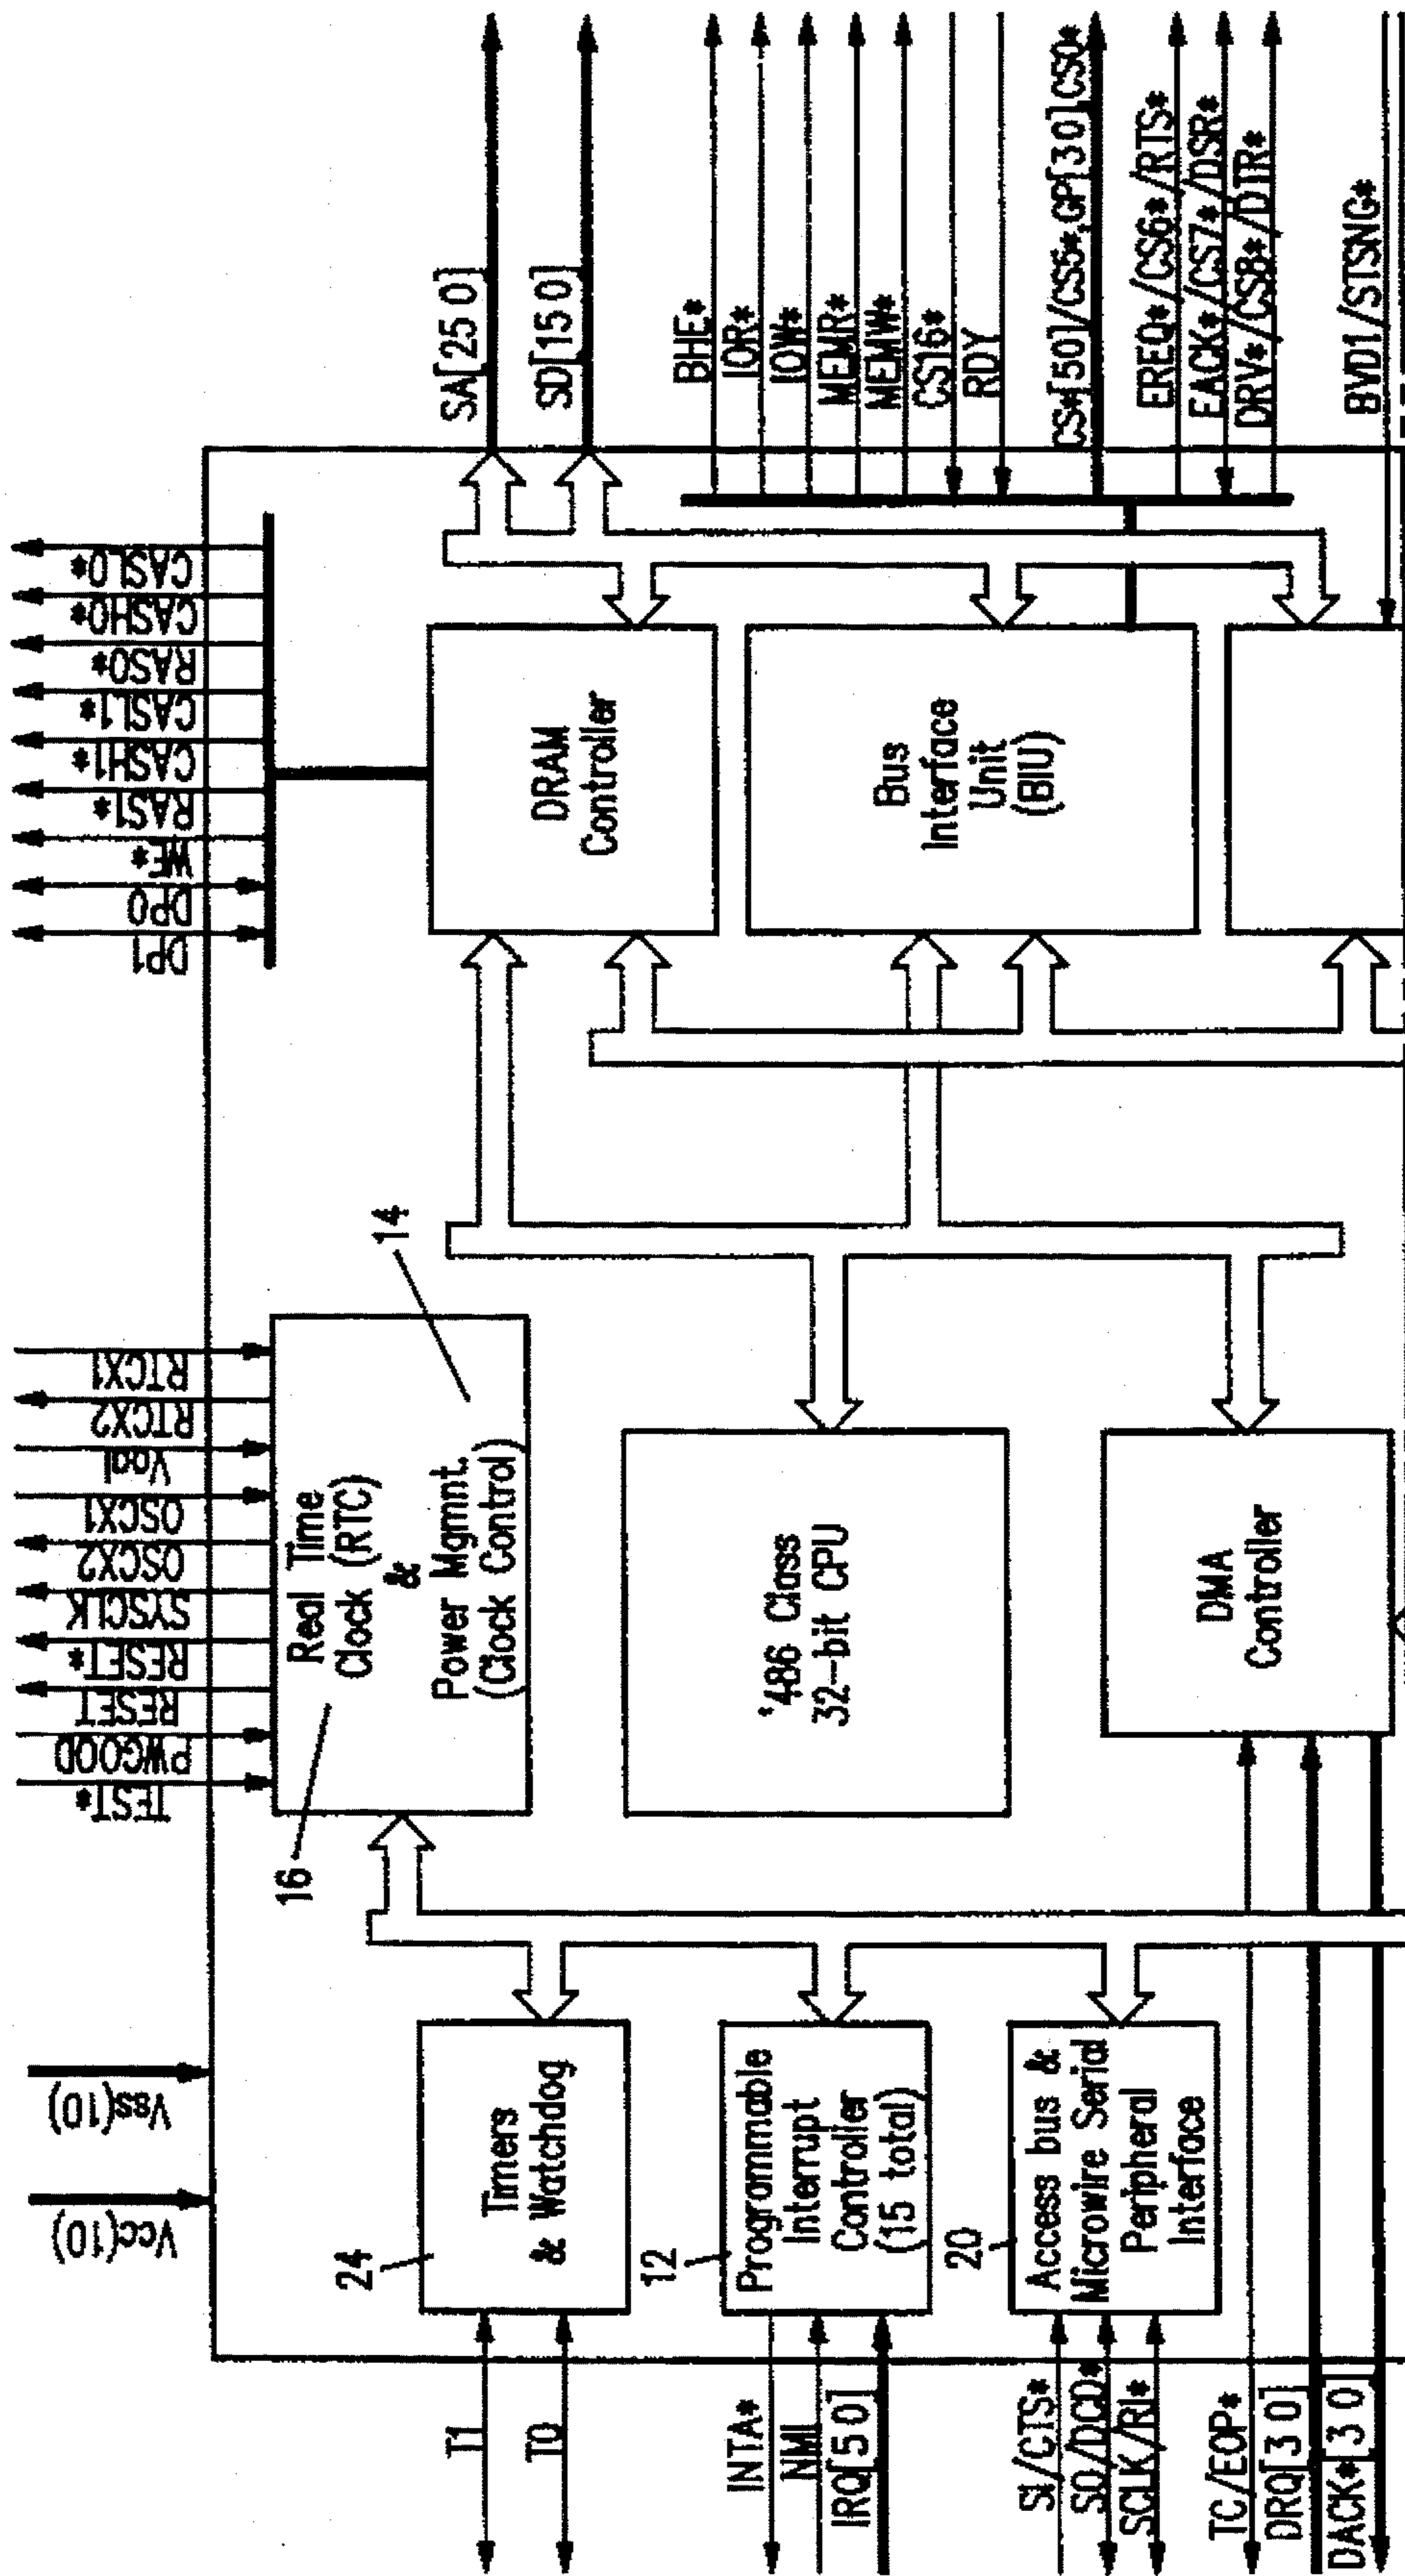 Vcc(10)
Vss(10)
TEST*
PWGOOD
RESET
RESET*
SYSCLK
OSCX2
OSCX1
RTCX2
RTCX1
DP1
DP0
WE*
RAS1*
CASH1*
CASL1*
RAS0*
CASH0*
CASL0*
T1
T0
24
Timers
& Watchdog
16
Real Time
Clock (RTC)
&
Power Mgmnt.
(Clock Control)
14
DRAM
Controller
SA[25 0]
SD[15 0]
INTA*
NMI
IRQ[5 0]
12
Programmable
Interrupt
Controller
(15 total)
'486 Class
32-bit CPU
Bus
Interface
Unit
(BIU)
BHE*
IOR*
IOW*
MEMR*
MEMW*
CS16*
RDY
CS*[50]/CS5*,GP[30],CS0*
SI/CTS*
SO/DCD*
SCLK/RI*
20
Access bus &
Microwire Serial
Peripheral
Interface
TC/EOP*
DRQ[3 0]
DACK*[3 0]
DMA
Controller
EREQ*/CS6*/RTS*
EACK*/CS7*/DSR*
DRV*/CS8*/DTR*
BVD1/STSNG*